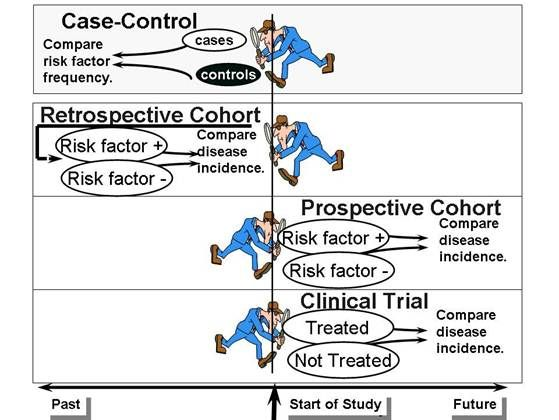 Case-Control
Compare
risk factor
frequency.
cases
controls
Retrospective Cohort
Risk factor +
Risk factor -
Compare
disease
incidence.
Prospective Cohort
Risk factor +
Risk factor -
Compare
disease
incidence.
Clinical Trial
Treated
Not Treated
Compare
disease
incidence.
Past
Start of Study
Future